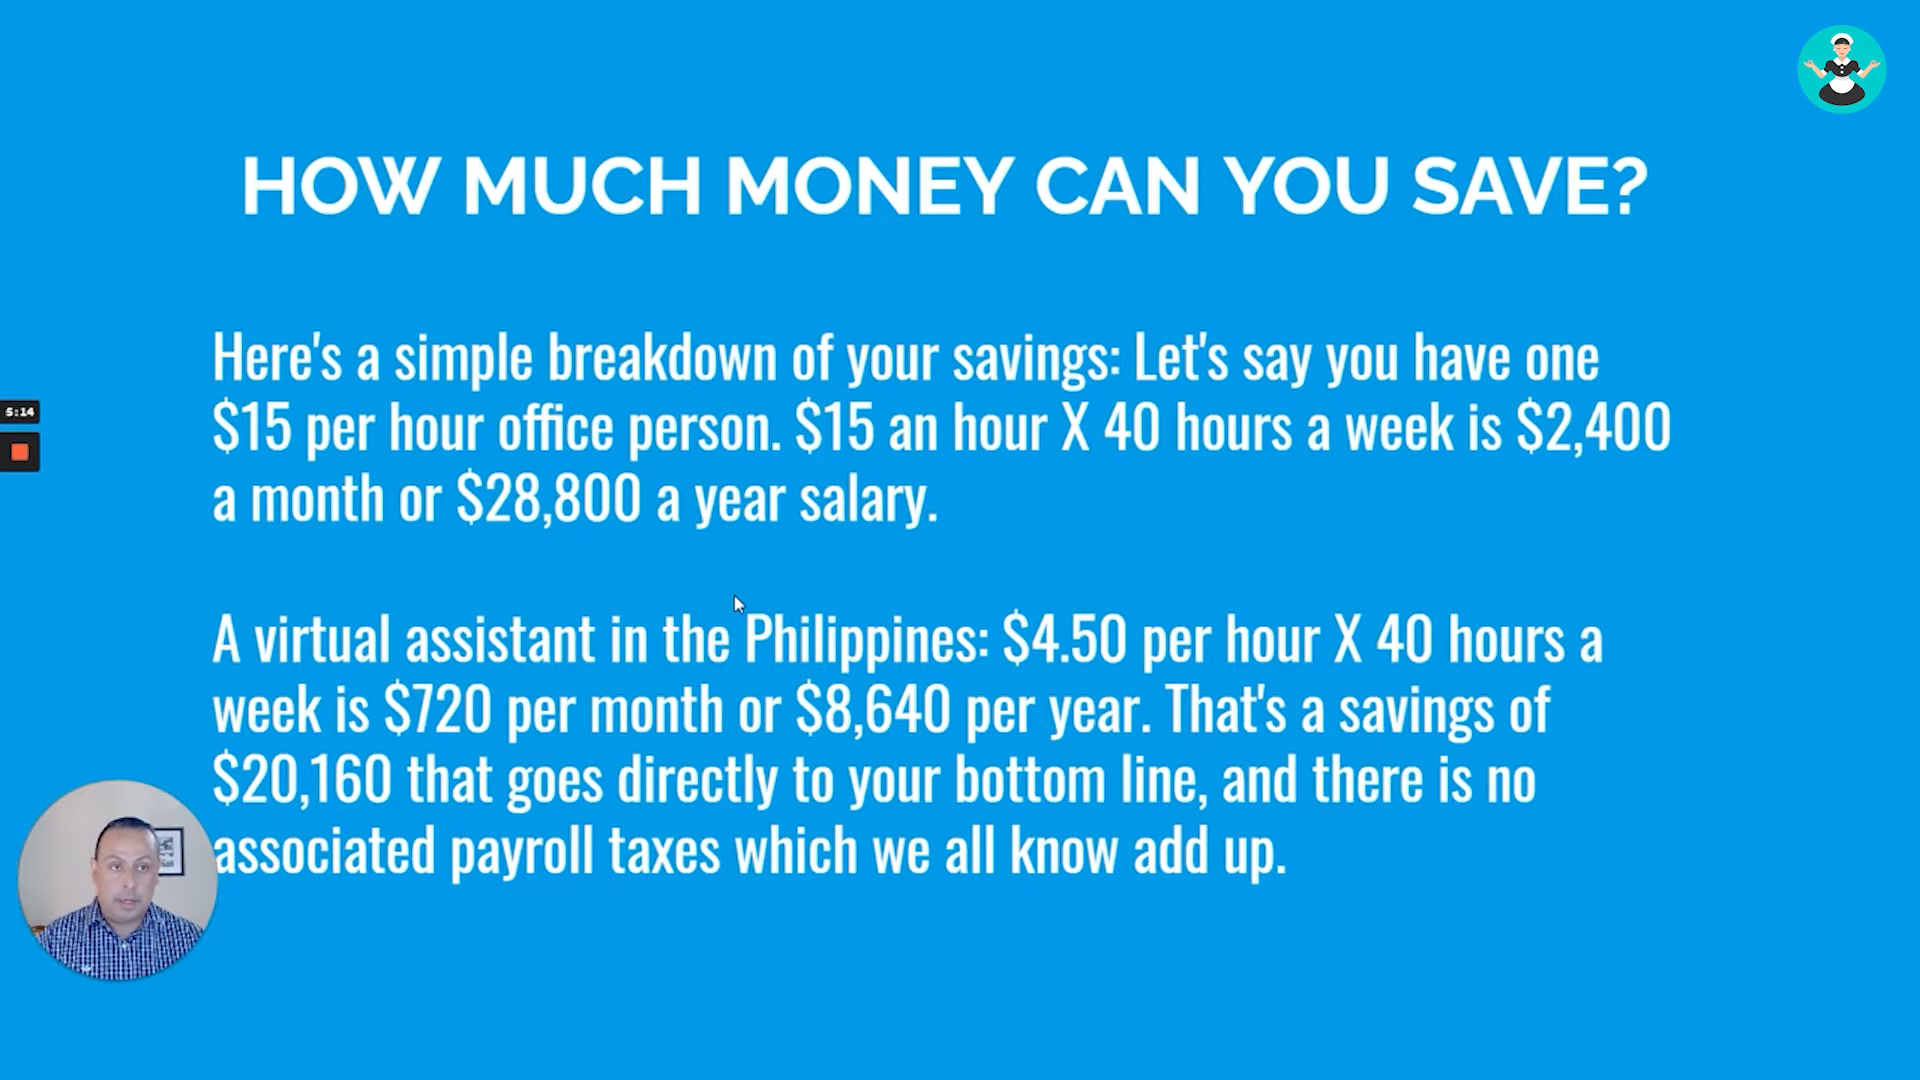 HOW MUCH MONEY CAN YOU SAVE?
Here's a simple breakdown of your savings: Let's say you have one
$15 per hour office person. $15 an hour X 40 hours a week is $2,400
a month or $28,800 a year salary.
5:14
A virtual assistant in the Philippines: $4.50 per hour X 40 hours a
week is $720 per month or $8,640 per year. That's a savings of
$20,160 that goes directly to your bottom line, and there is no
associated payroll taxes which we all know add up.